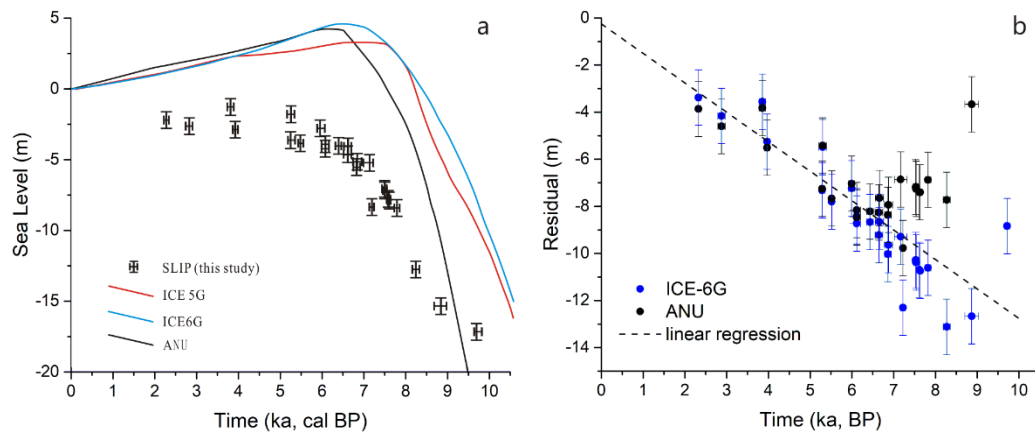 a
5
0
-5
-10
-15
-20
Sea Level (m)
SLIP (this study)
ICE 5G
ICE6G
ANU
0 1 2 3 4 5 6 7 8 9 10
Time (ka, cal BP)
b
0
-2
-4
-6
-8
-10
-12
-14
Residual (m)
ICE-6G
ANU
linear regression
0 1 2 3 4 5 6 7 8 9 10
Time (ka, BP)